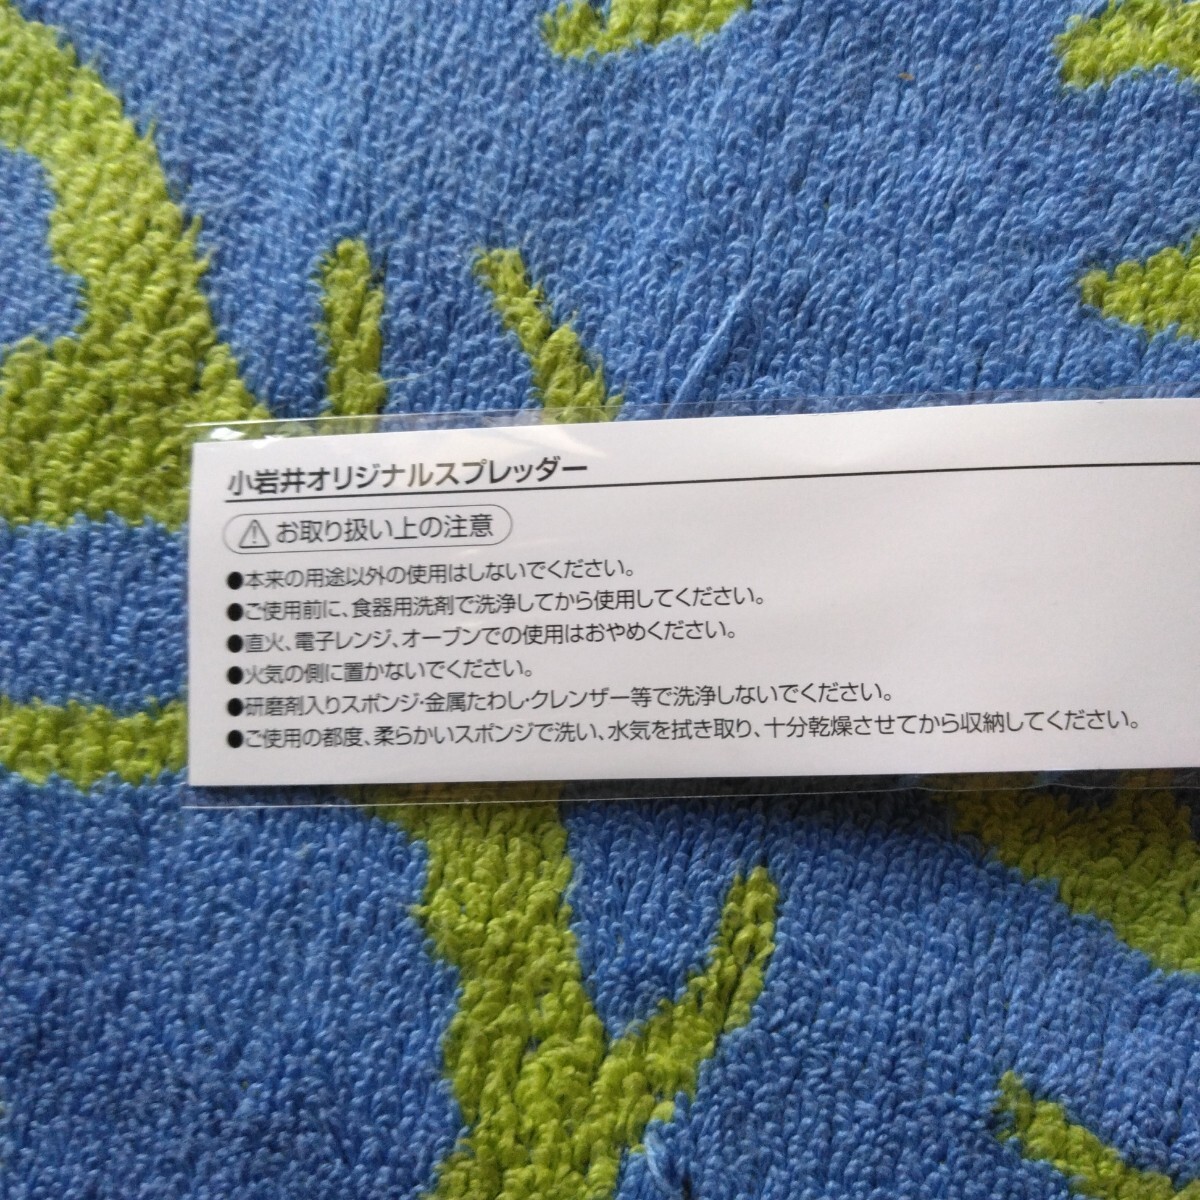 小岩井オリジナルスプレッダー
⚠お取り扱い上の注意
●本来の用途以外の使用はしないでください。
●ご使用前に、食器用洗剤で洗浄してから使用してください。
●直火、電子レンジ、オーブンでの使用はおやめください。
●火気の側に置かないでください。
●研磨剤入りスポンジ・金属たわし・クレンザー等で洗浄しないでください。
●ご使用の都度、柔らかいスポンジで洗い、水気を拭き取り、十分乾燥させてから収納してください。